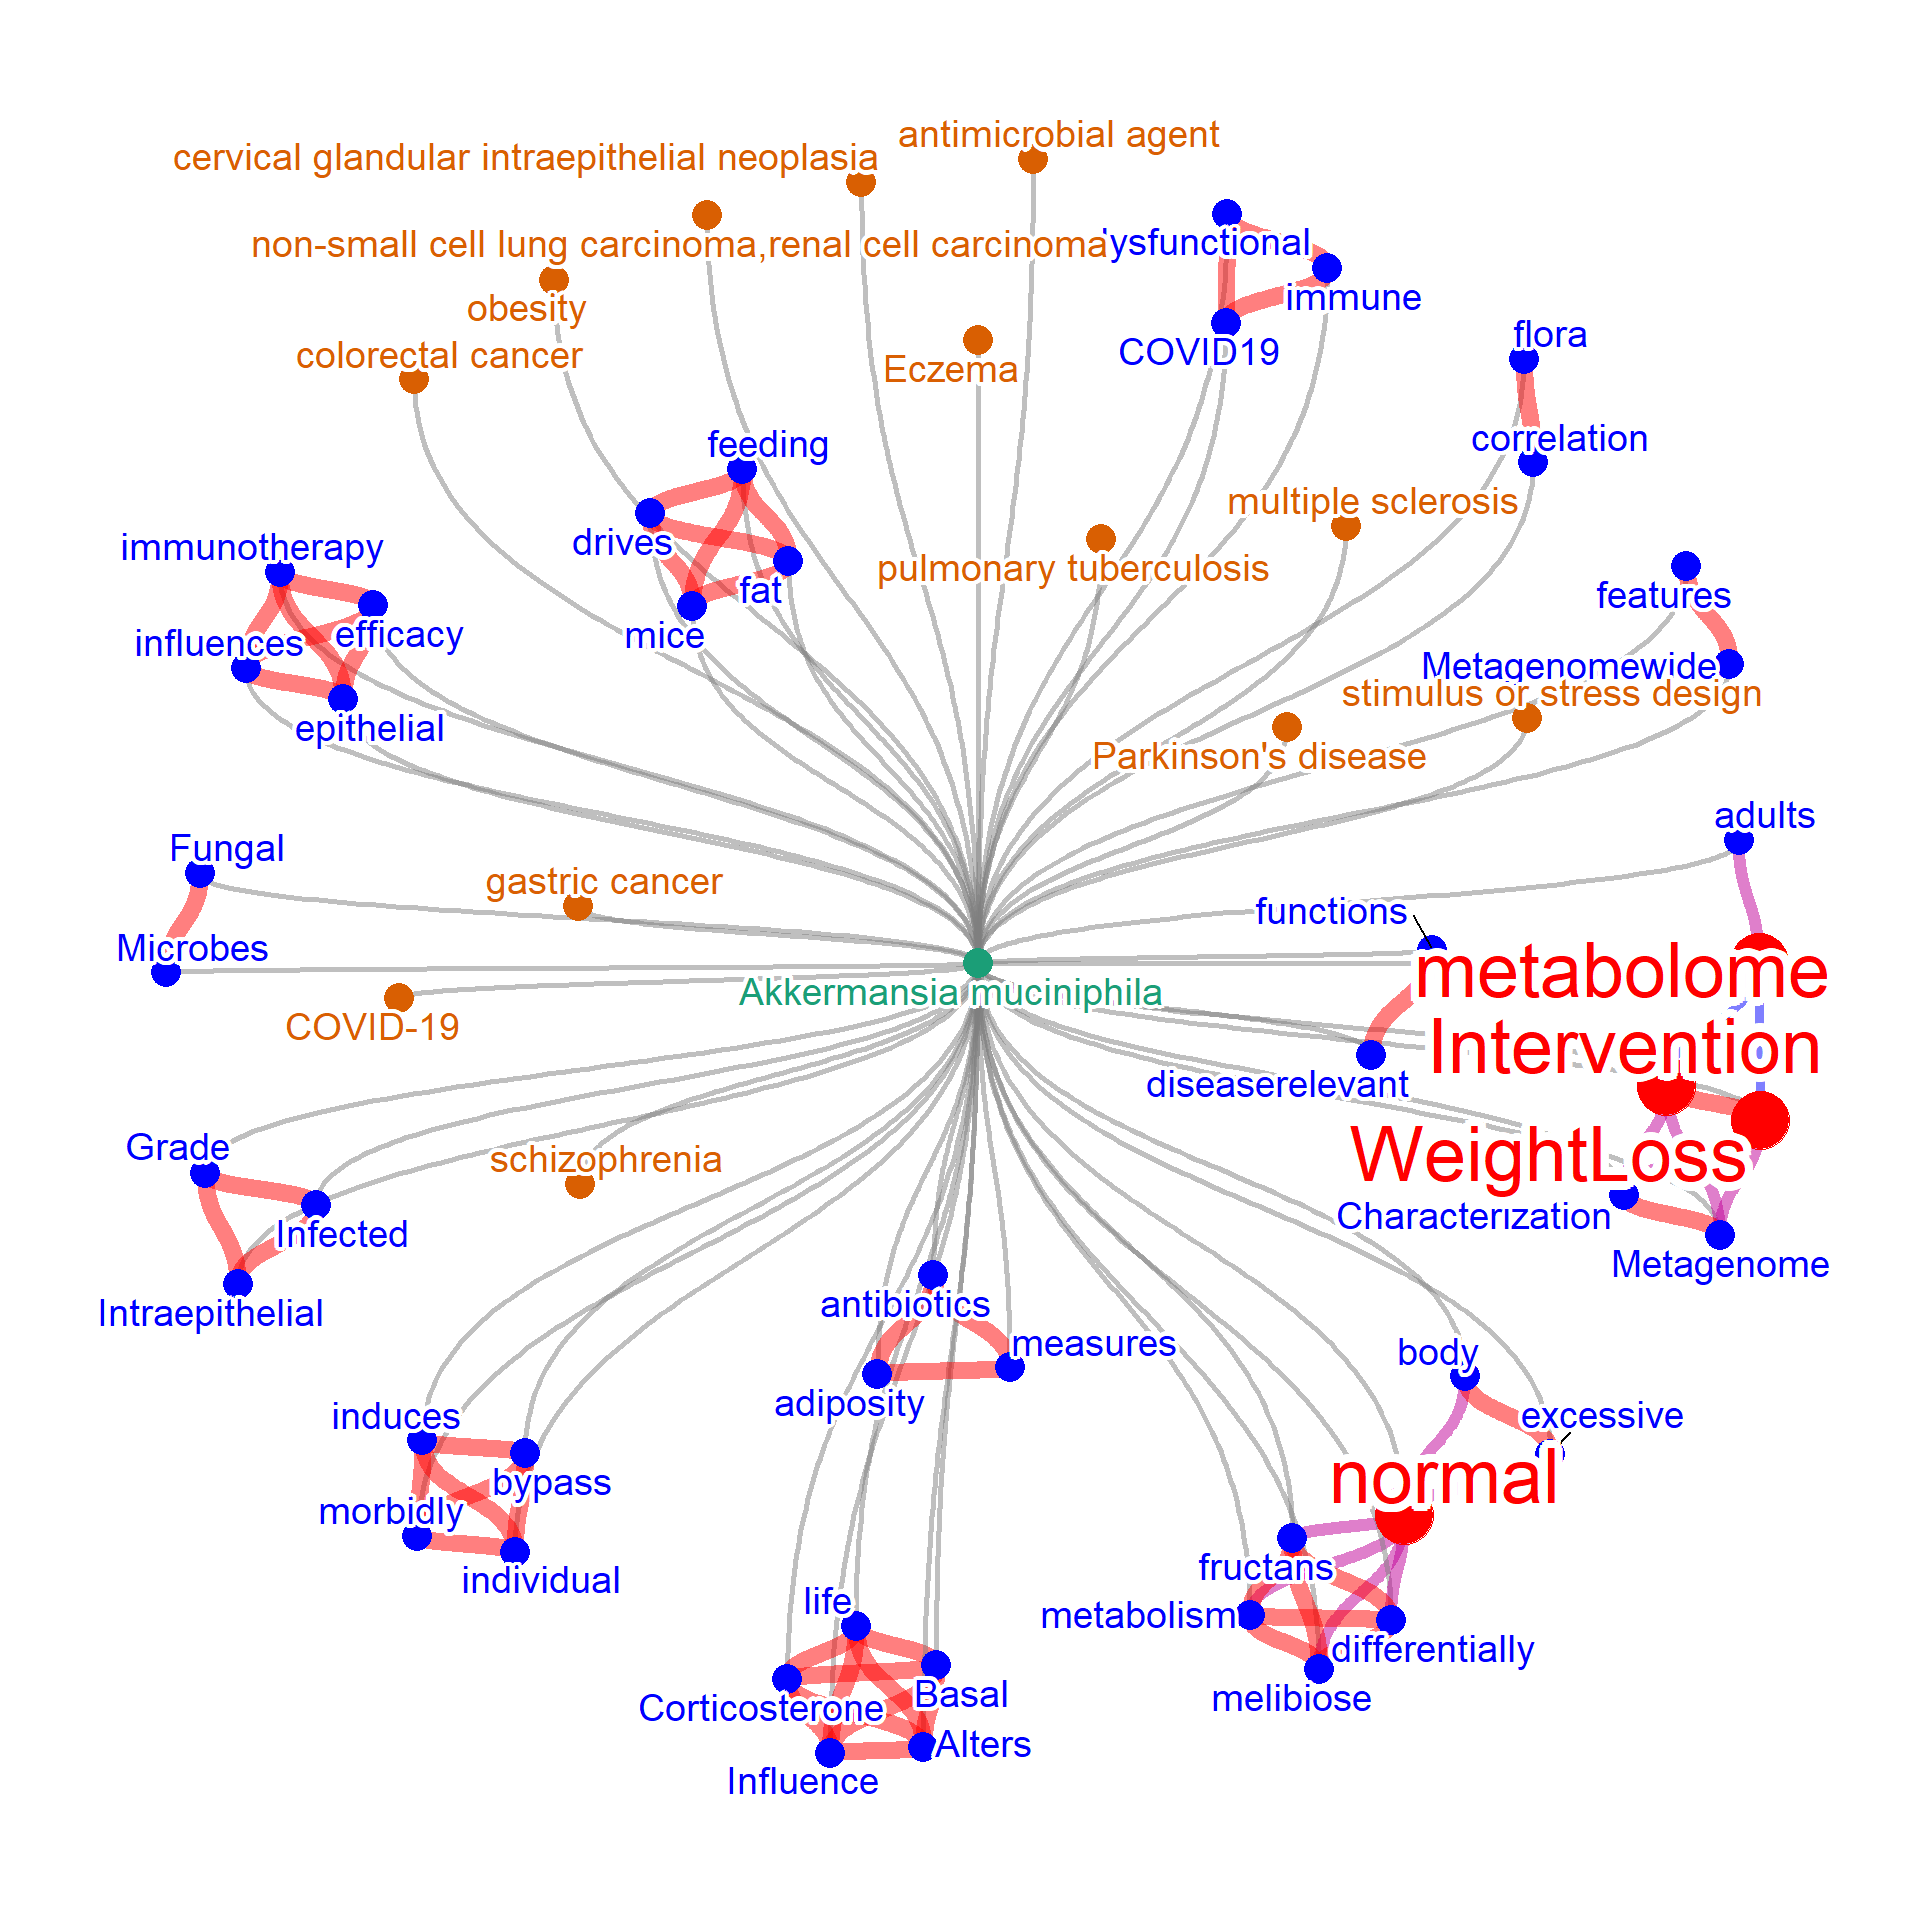 antimicrobial agent
cervical glandular intraepithelial neoplasia
non-small cell lung carcinoma,renal cell carcinoma
ysfunctional
obesity
immune
flora
colorectal cancer
Eczema
COVID19
feeding
correlation
multiple sclerosis
immunotherapy
drives
pulmonary tuberculosis
fat
features
influences
efficacy
mice
Metagenomewide
stimulus or stress design
epithelial
Parkinson's disease
adults
Fungal
gastric cancer
functions
Microbes
metabolome
Akkermansia muciniphila
COVID-19
Intervention
diseaserelevant
Grade
schizophrenia
WeightLoss
Infected
Characterization
Metagenome
Intraepithelial
antibiotics
measures
body
adiposity
induces
excessive
bypass
normal
morbidly
individual
fructans
life
metabolism
differentially
Basal
Corticosterone
melibiose
Alters
Influence